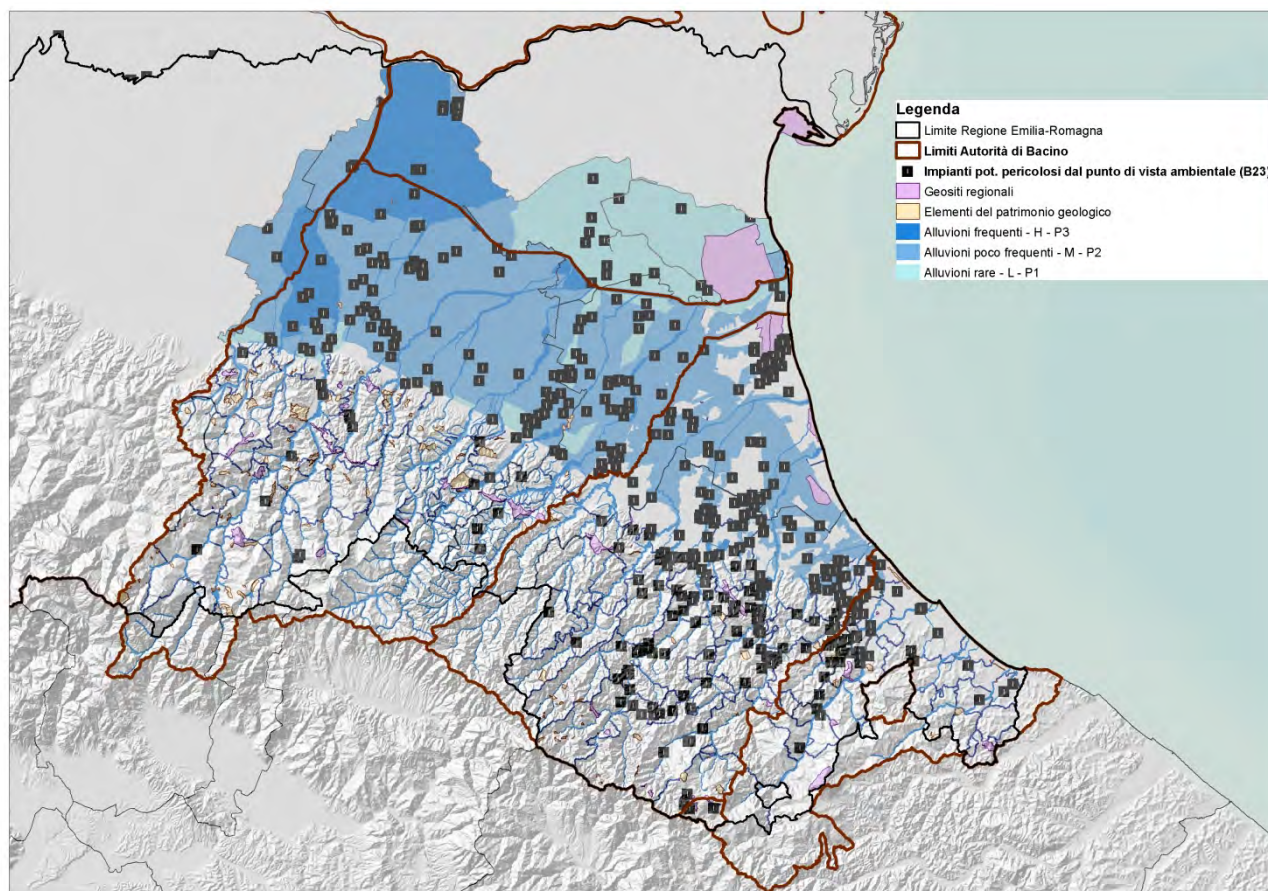 Legenda
Limite Regione Emilia-Romagna
Limiti Autorità di Bacino
Impianti pot. pericolosi dal punto di vista ambientale (B23)
Geositi regionali
Elementi del patrimonio geologico
Alluvioni frequenti - H - P3
Alluvioni poco frequenti - M - P2
Alluvioni rare - L - P1